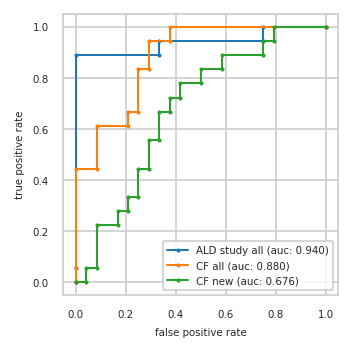 1.0
0.8
0.6
0.4
0.2
0.0
true positive rate
ALD study all (auc: 0.940)
CF all (auc: 0.880)
CF new (auc: 0.676)
0.0 0.2 0.4 0.6 0.8 1.0
false positive rate